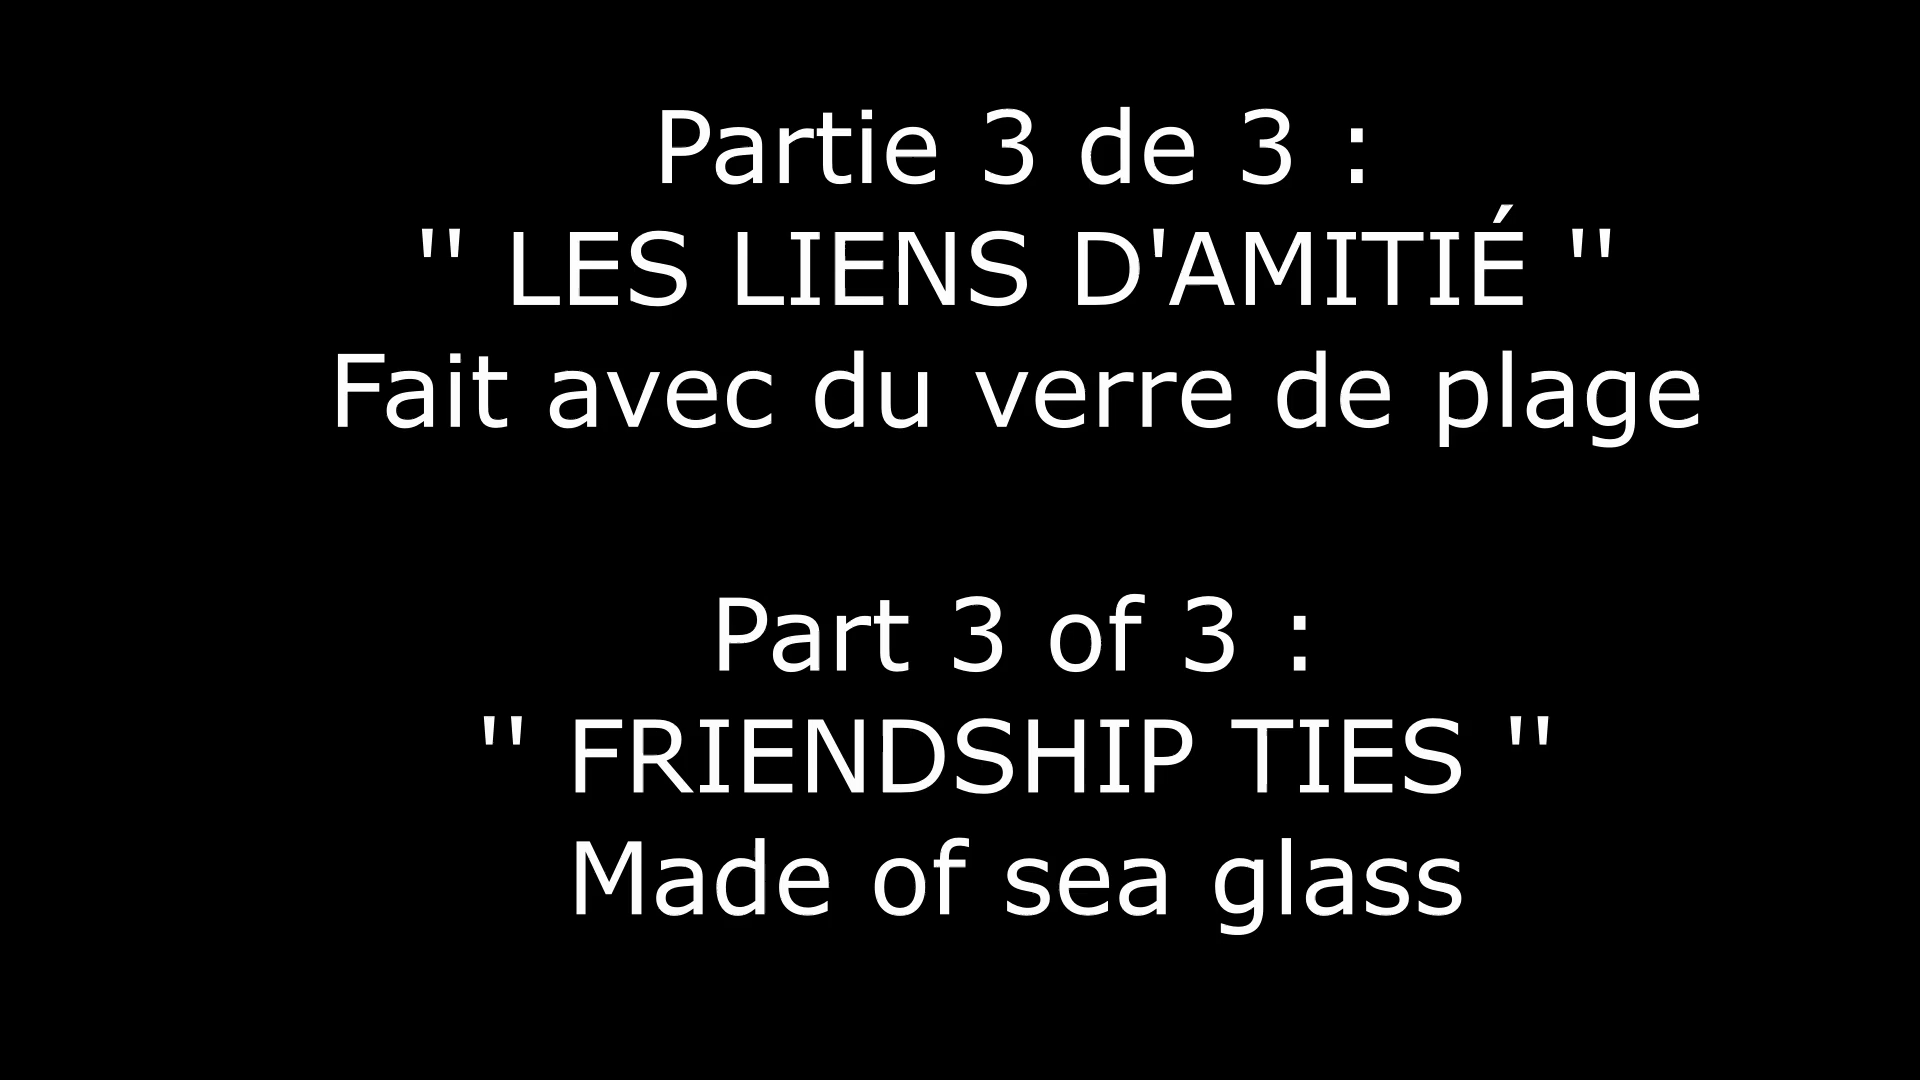 Partie 3 de 3 :
'' LES LIENS D'AMITIÉ ''
Fait avec du verre de plage
Part 3 of 3 :
'' FRIENDSHIP TIES ''
Made of sea glass